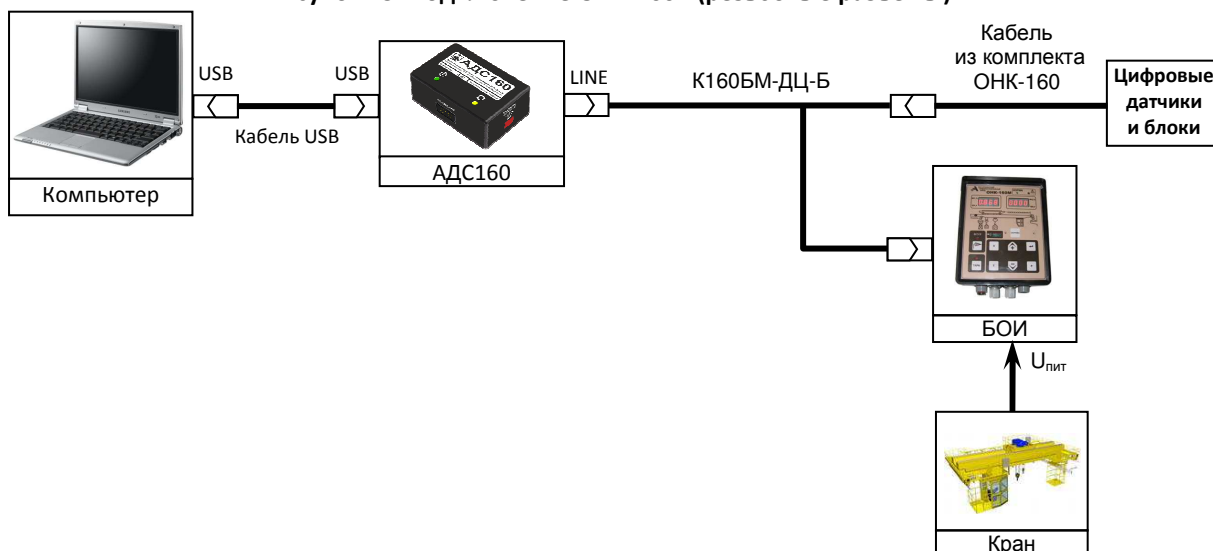 USB
USB
Кабель USB
LINE
К160БМ-ДЦ-Б
Кабель
из комплекта
ОНК-160
Цифровые
датчики
и блоки
АДС160
АДС160
Компьютер
БОИ
Uпит
Кран